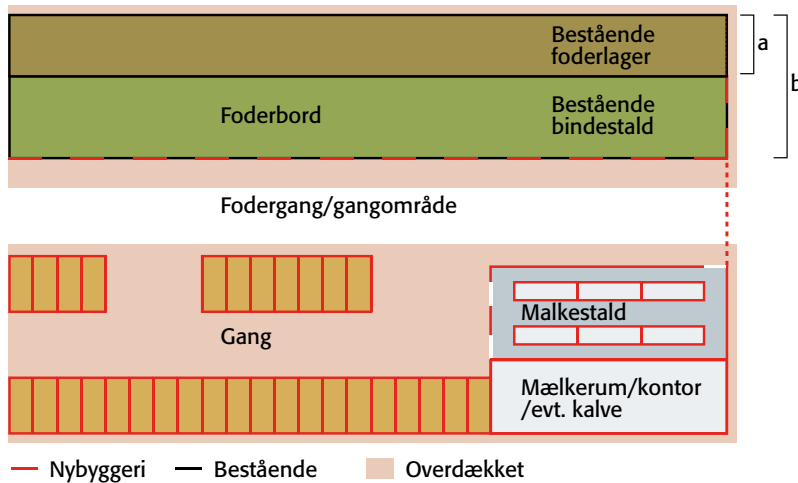 Bestående
foderlager
a
b
Foderbord
Bestående
bindestald
Fodergang/gangområde
Malkestald
Gang
Mælkerum/kontor
/evt. kalve
Nybyggeri
Bestående
Overdækket